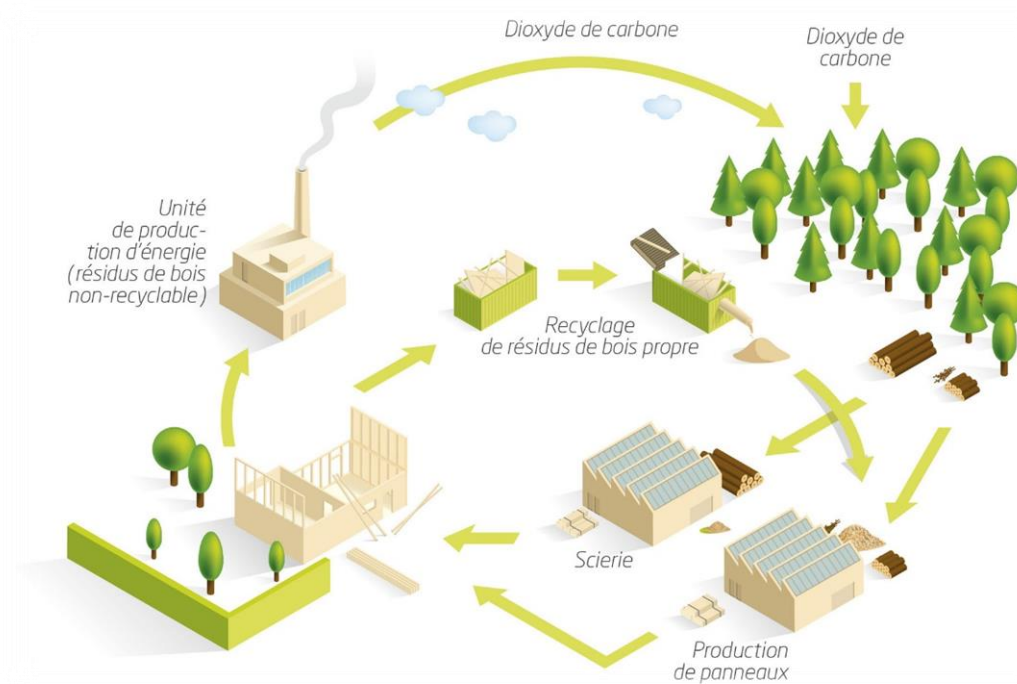 Dioxyde de carbone
Dioxyde de
carbone
Unité
de produc-
tion d'énergie
(résidus de bois
non-recyclable)
Recyclage
de résidus de bois propre
Scierie
Production
de panneaux